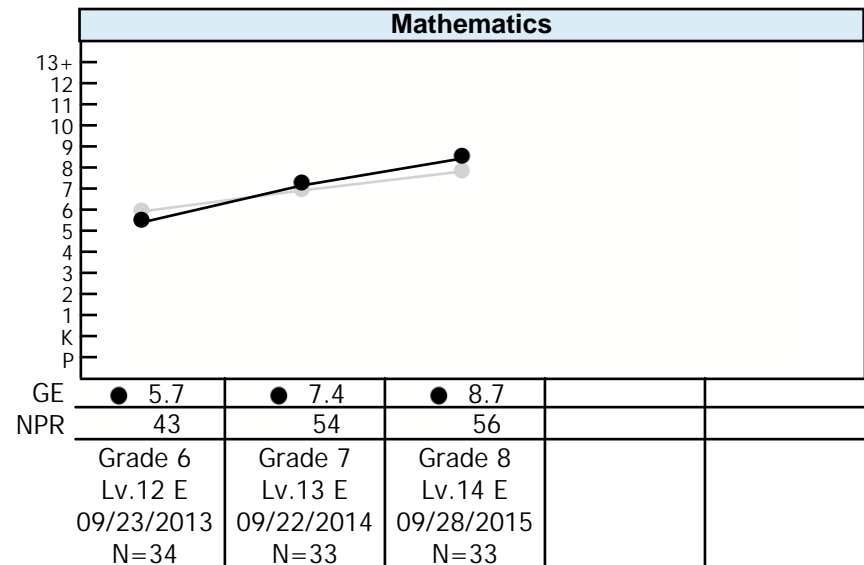 Mathematics
13+
12
11
10
9
8
7
6
5
4
3
2
1
K
P
GE 5.7 7.4 8.7
NPR 43 54 56
Grade 6 Grade 7 Grade 8
Lv.12 E Lv.13 E Lv.14 E
09/23/2013 09/22/2014 09/28/2015
N=34 N=33 N=33